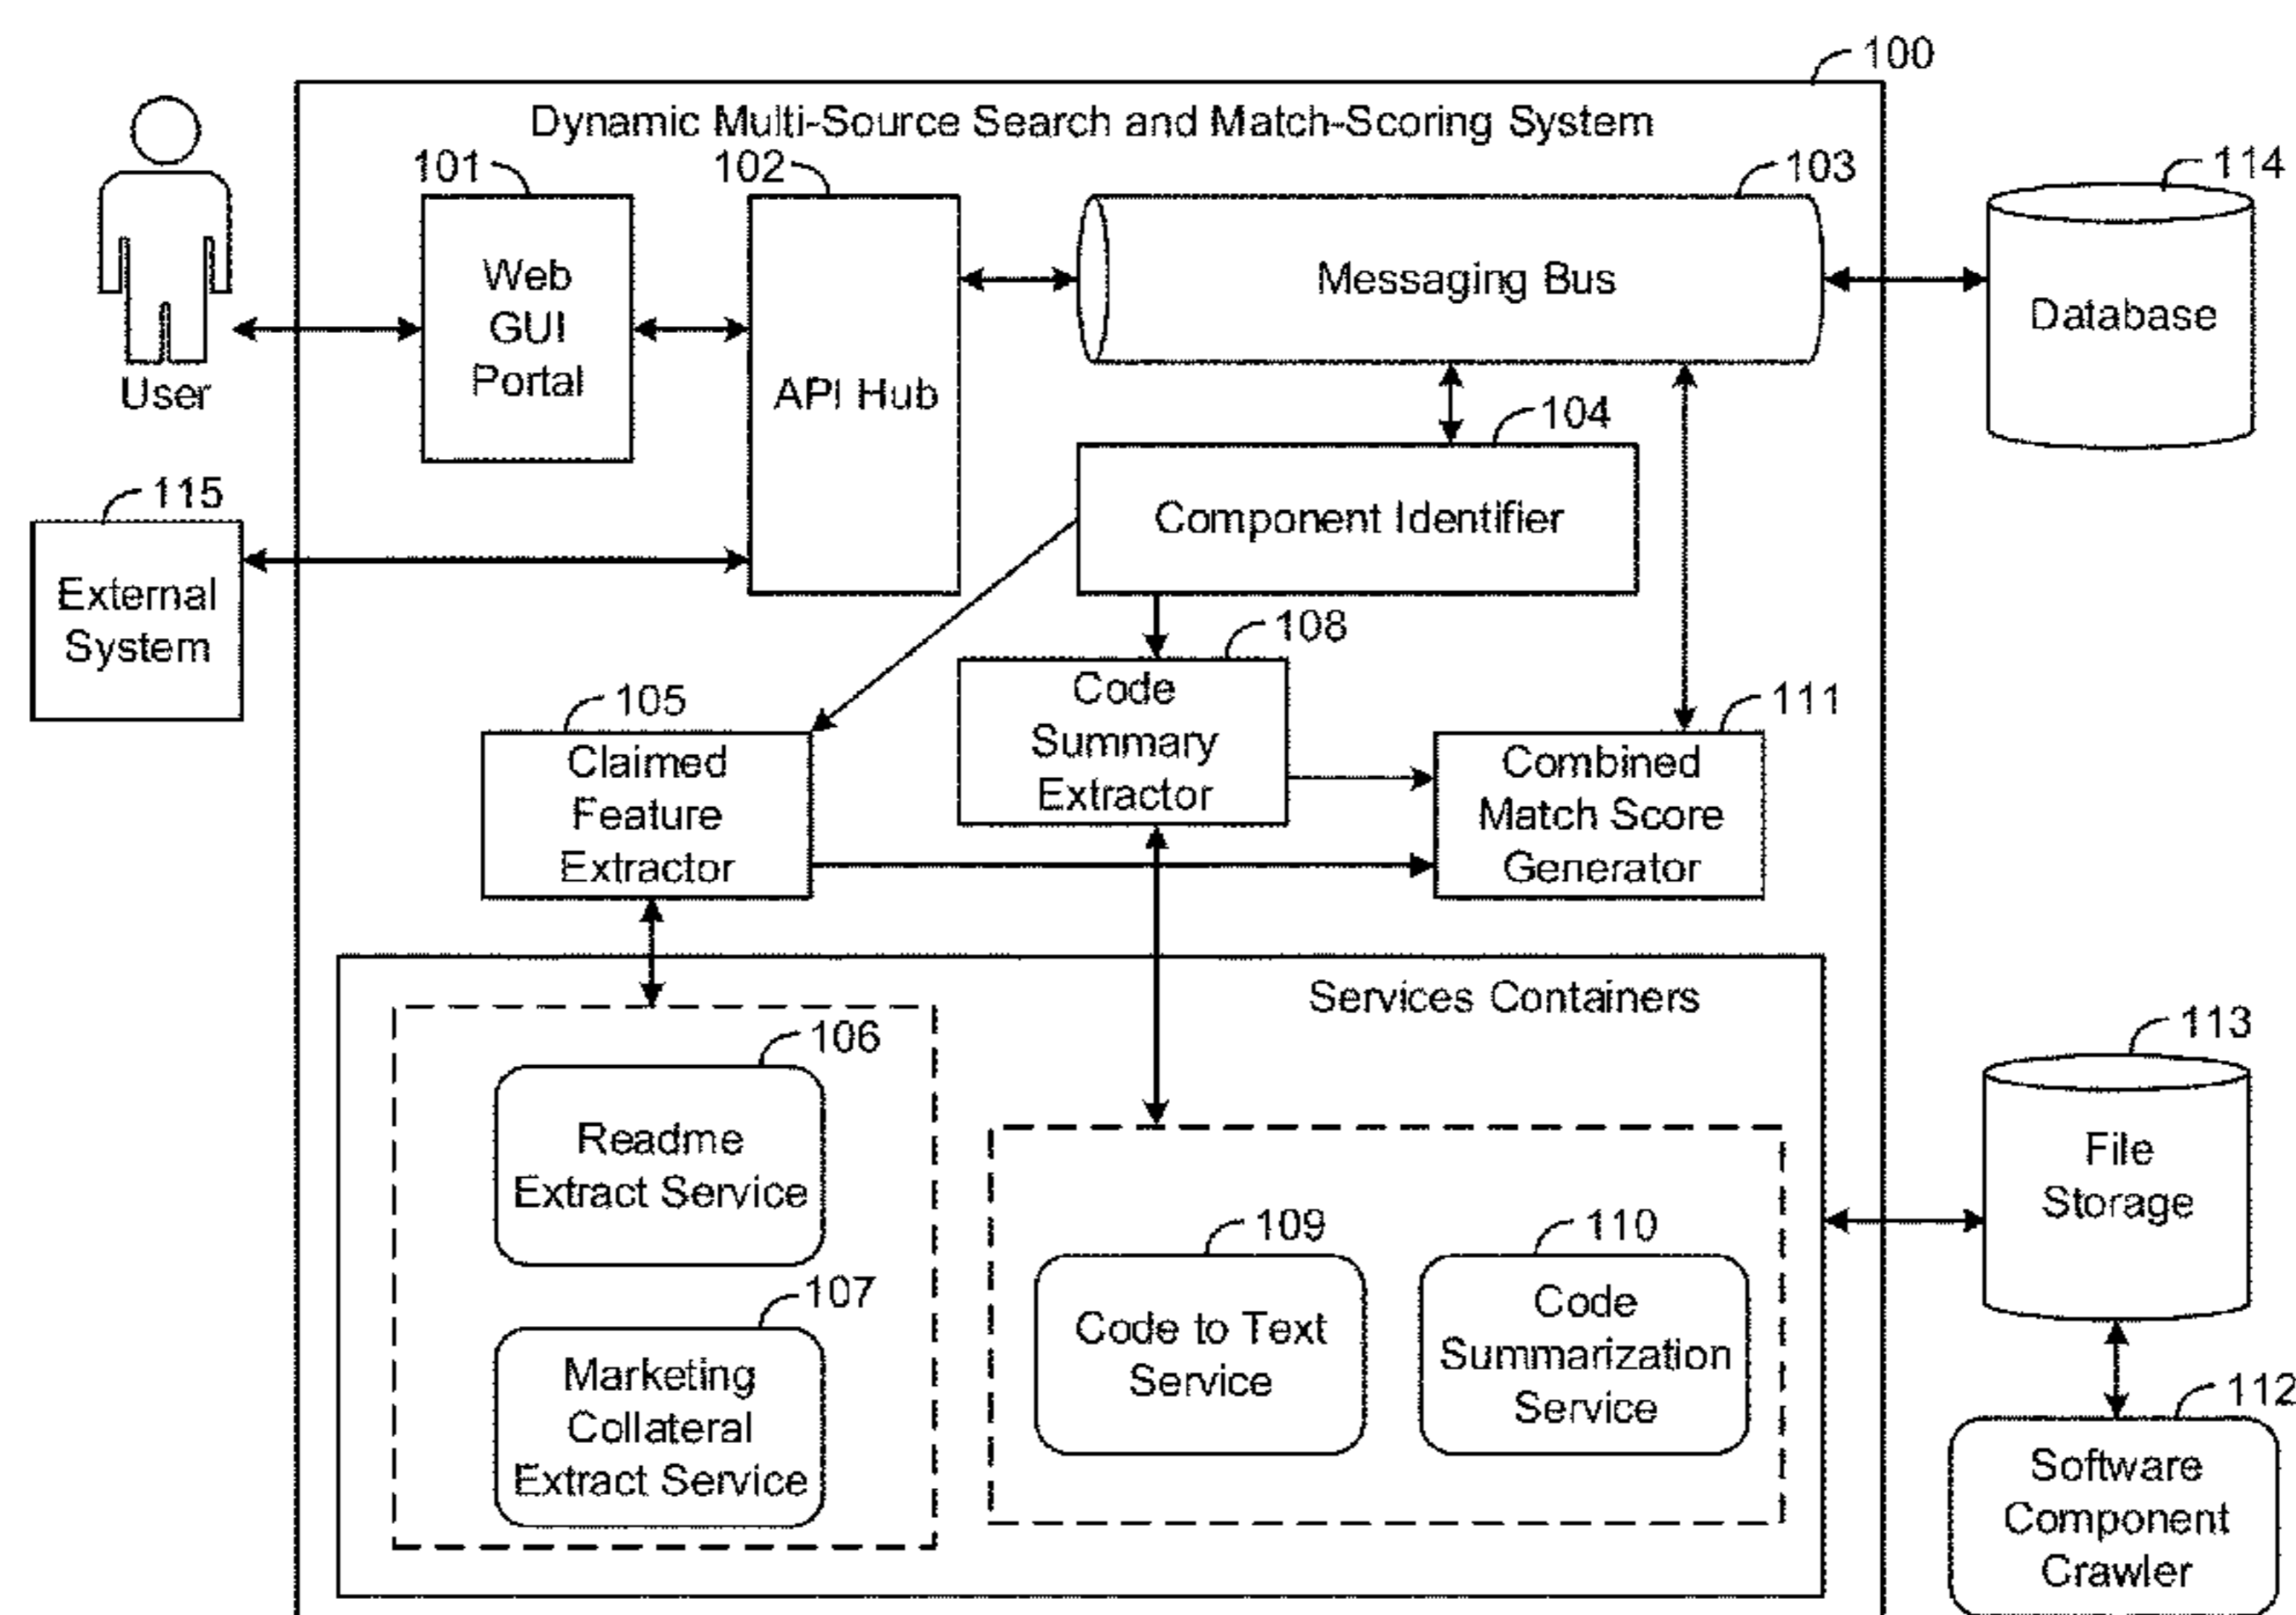 100
Dynamic Multi-Source Search and Match-Scoring System
101
102
103
114
Web
GUI
Portal
API Hub
Messaging Bus
Database
User
104
Component Identifier
115
External
System
108
Code
Summary
Extractor
105
Claimed
Feature
Extractor
111
Combined
Match Score
Generator
Services Containers
106
Readme
Extract Service
107
Marketing
Collateral
Extract Service
109
Code to Text
Service
110
Code
Summarization
Service
113
File
Storage
112
Software
Component
Crawler